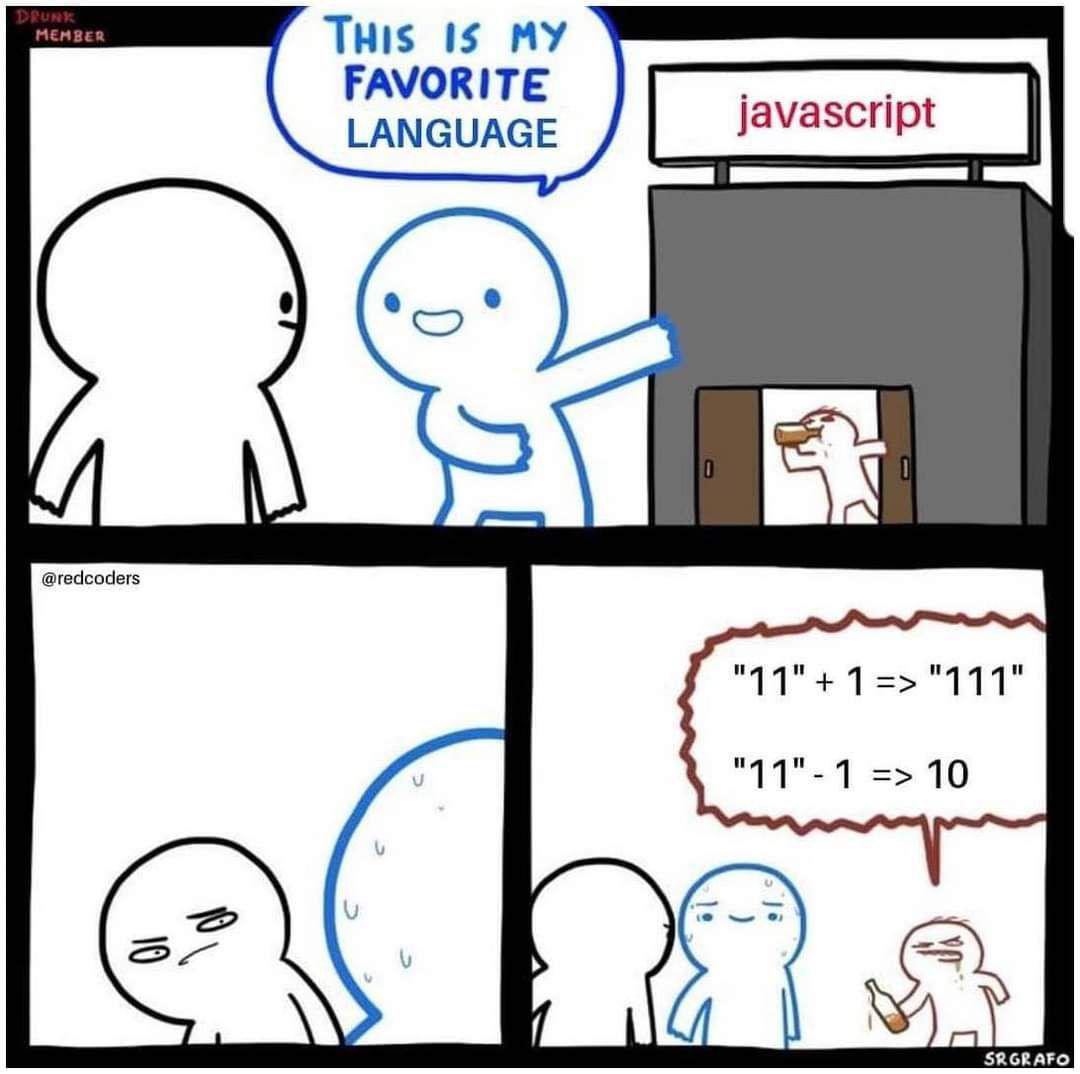 DRUNK
MEMBER
THIS IS MY
FAVORITE
LANGUAGE
javascript
@redcoders
"11" + 1 => "111"
"11" - 1 => 10
SRGRAFO